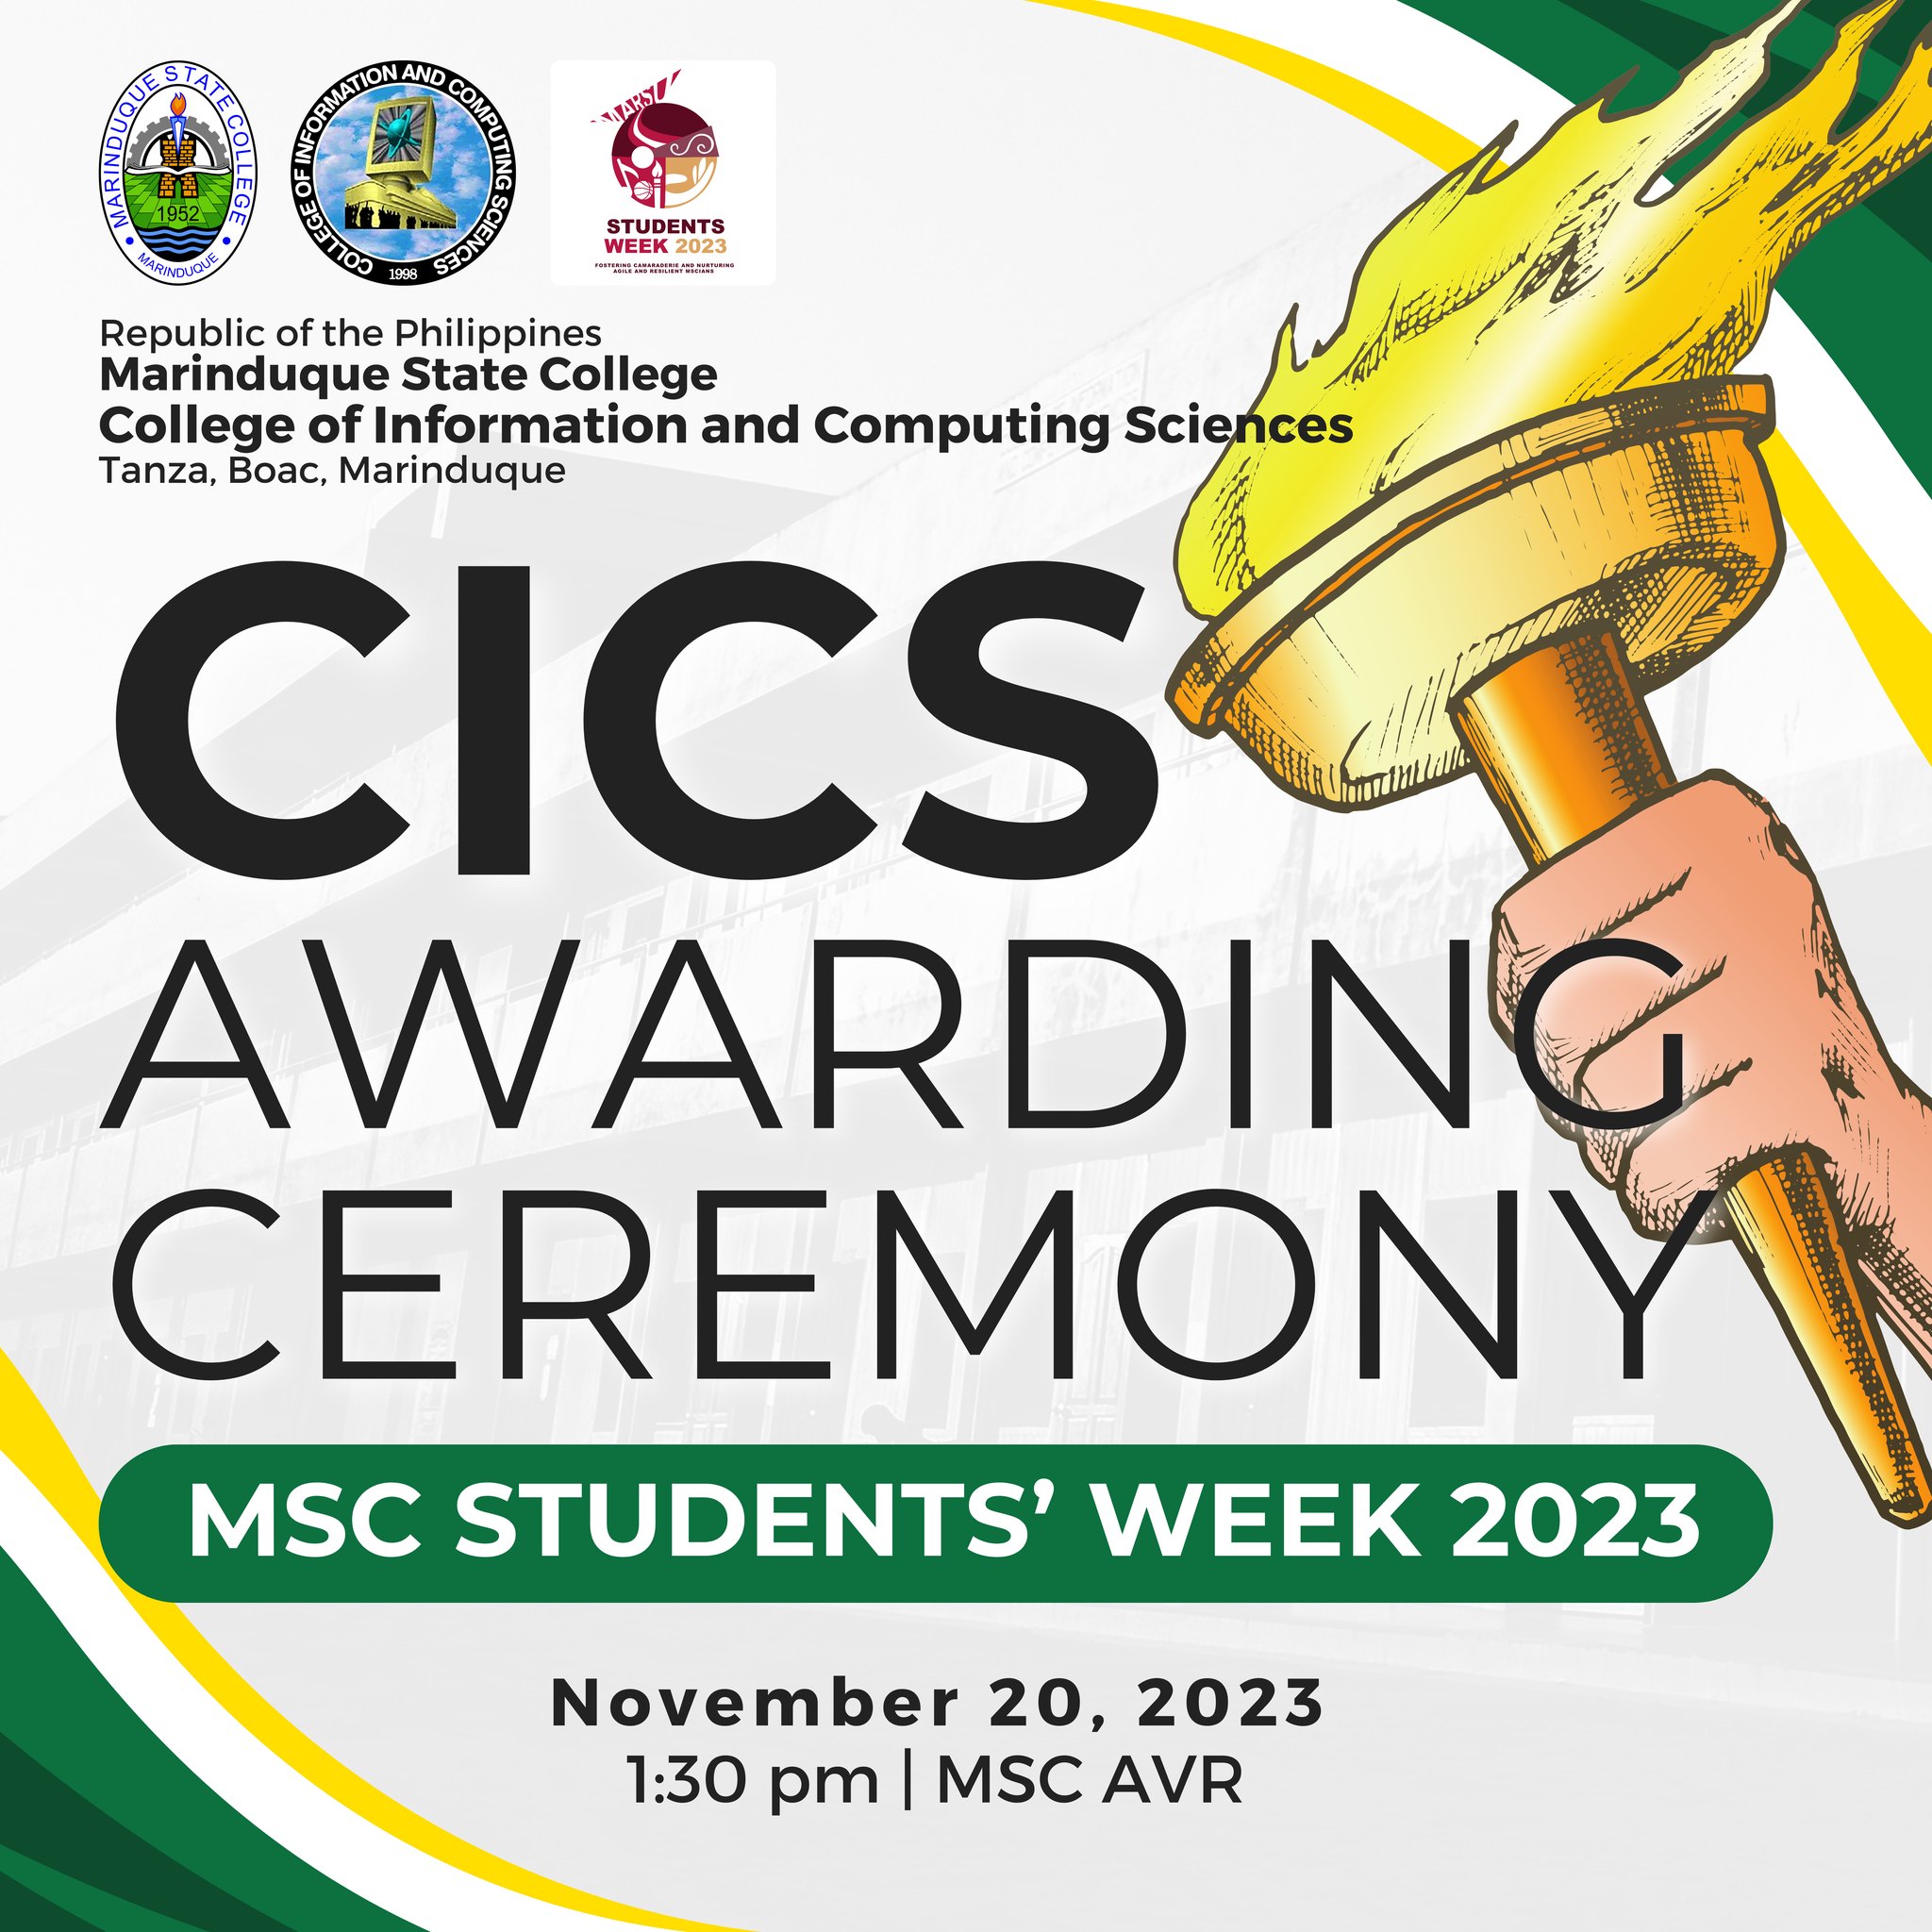 MARINDUQUE STATE COLLEGE
1952
MARINDUQUE
COLLEGE OF INFORMATION AND COMPUTING SCIENCES
1998
STUDENTS
WEEK 2023
FOSTERING CAMARADERIE AND NURTURING
AGILE AND RESILIENT MSCIANS
Republic of the Philippines
Marinduque State College
College of Information and Computing Sciences
Tanza, Boac, Marinduque
CICS
AWARDING
CEREMONY
MSC STUDENTS’ WEEK 2023
November 20, 2023
1:30 pm | MSC AVR